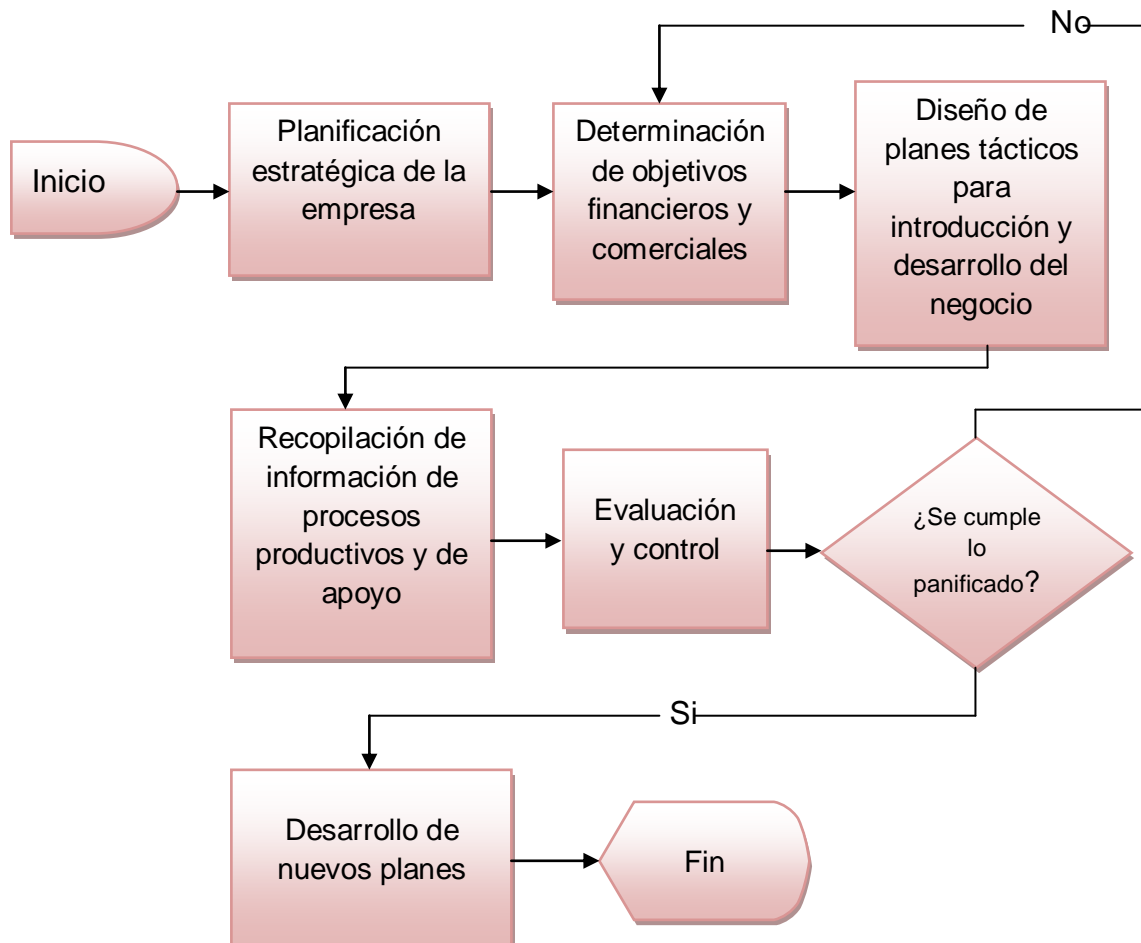 No
Inicio
Planificación
estratégica de la
empresa
Determinación
de objetivos
financieros y
comerciales
Diseño de
planes tácticos
para
introducción y
desarrollo del
negocio
Recopilación de
información de
procesos
productivos y de
apoyo
Evaluación
y control
¿Se cumple
lo
panificado?
Si
Desarrollo de
nuevos planes
Fin